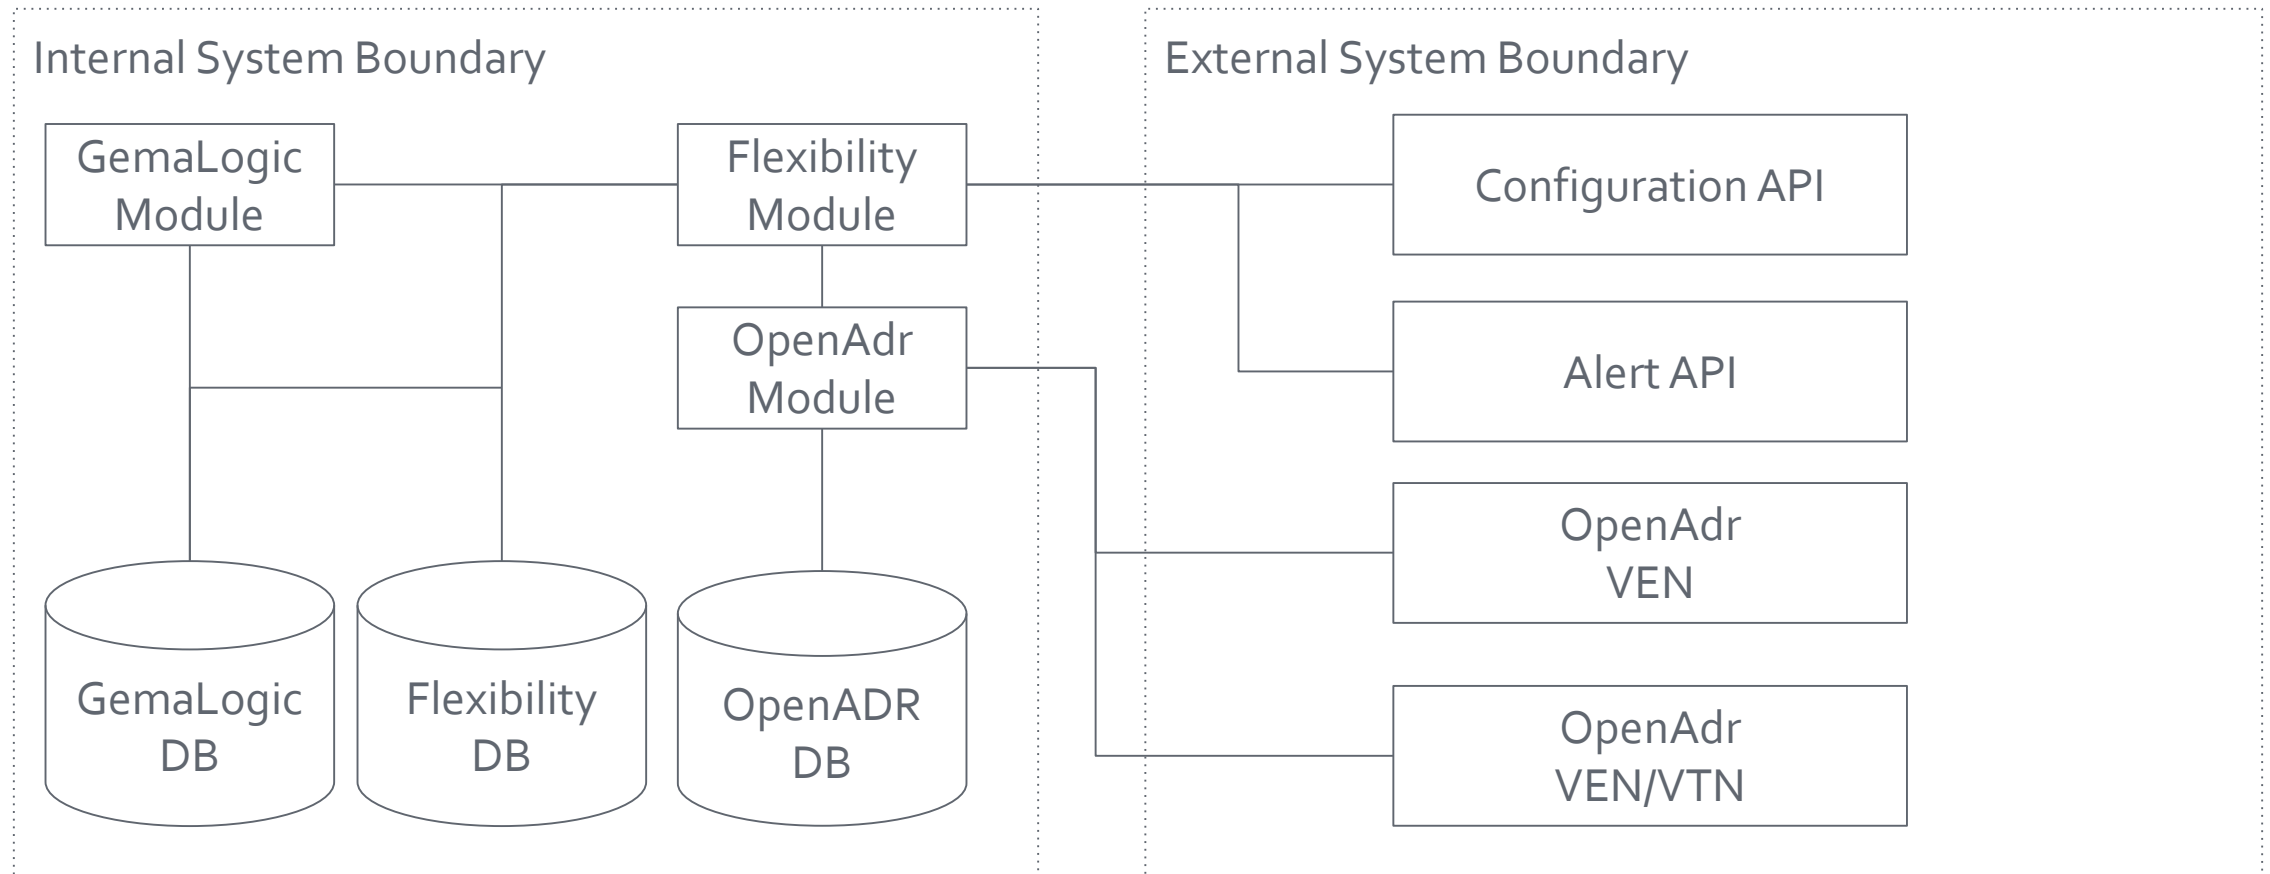 Internal System Boundary
External System Boundary
GemaLogic
Module
Flexibility
Module
Configuration API
OpenAdr
Module
Alert API
OpenAdr
VEN
GemaLogic
DB
Flexibility
DB
OpenADR
DB
OpenAdr
VEN/VTN